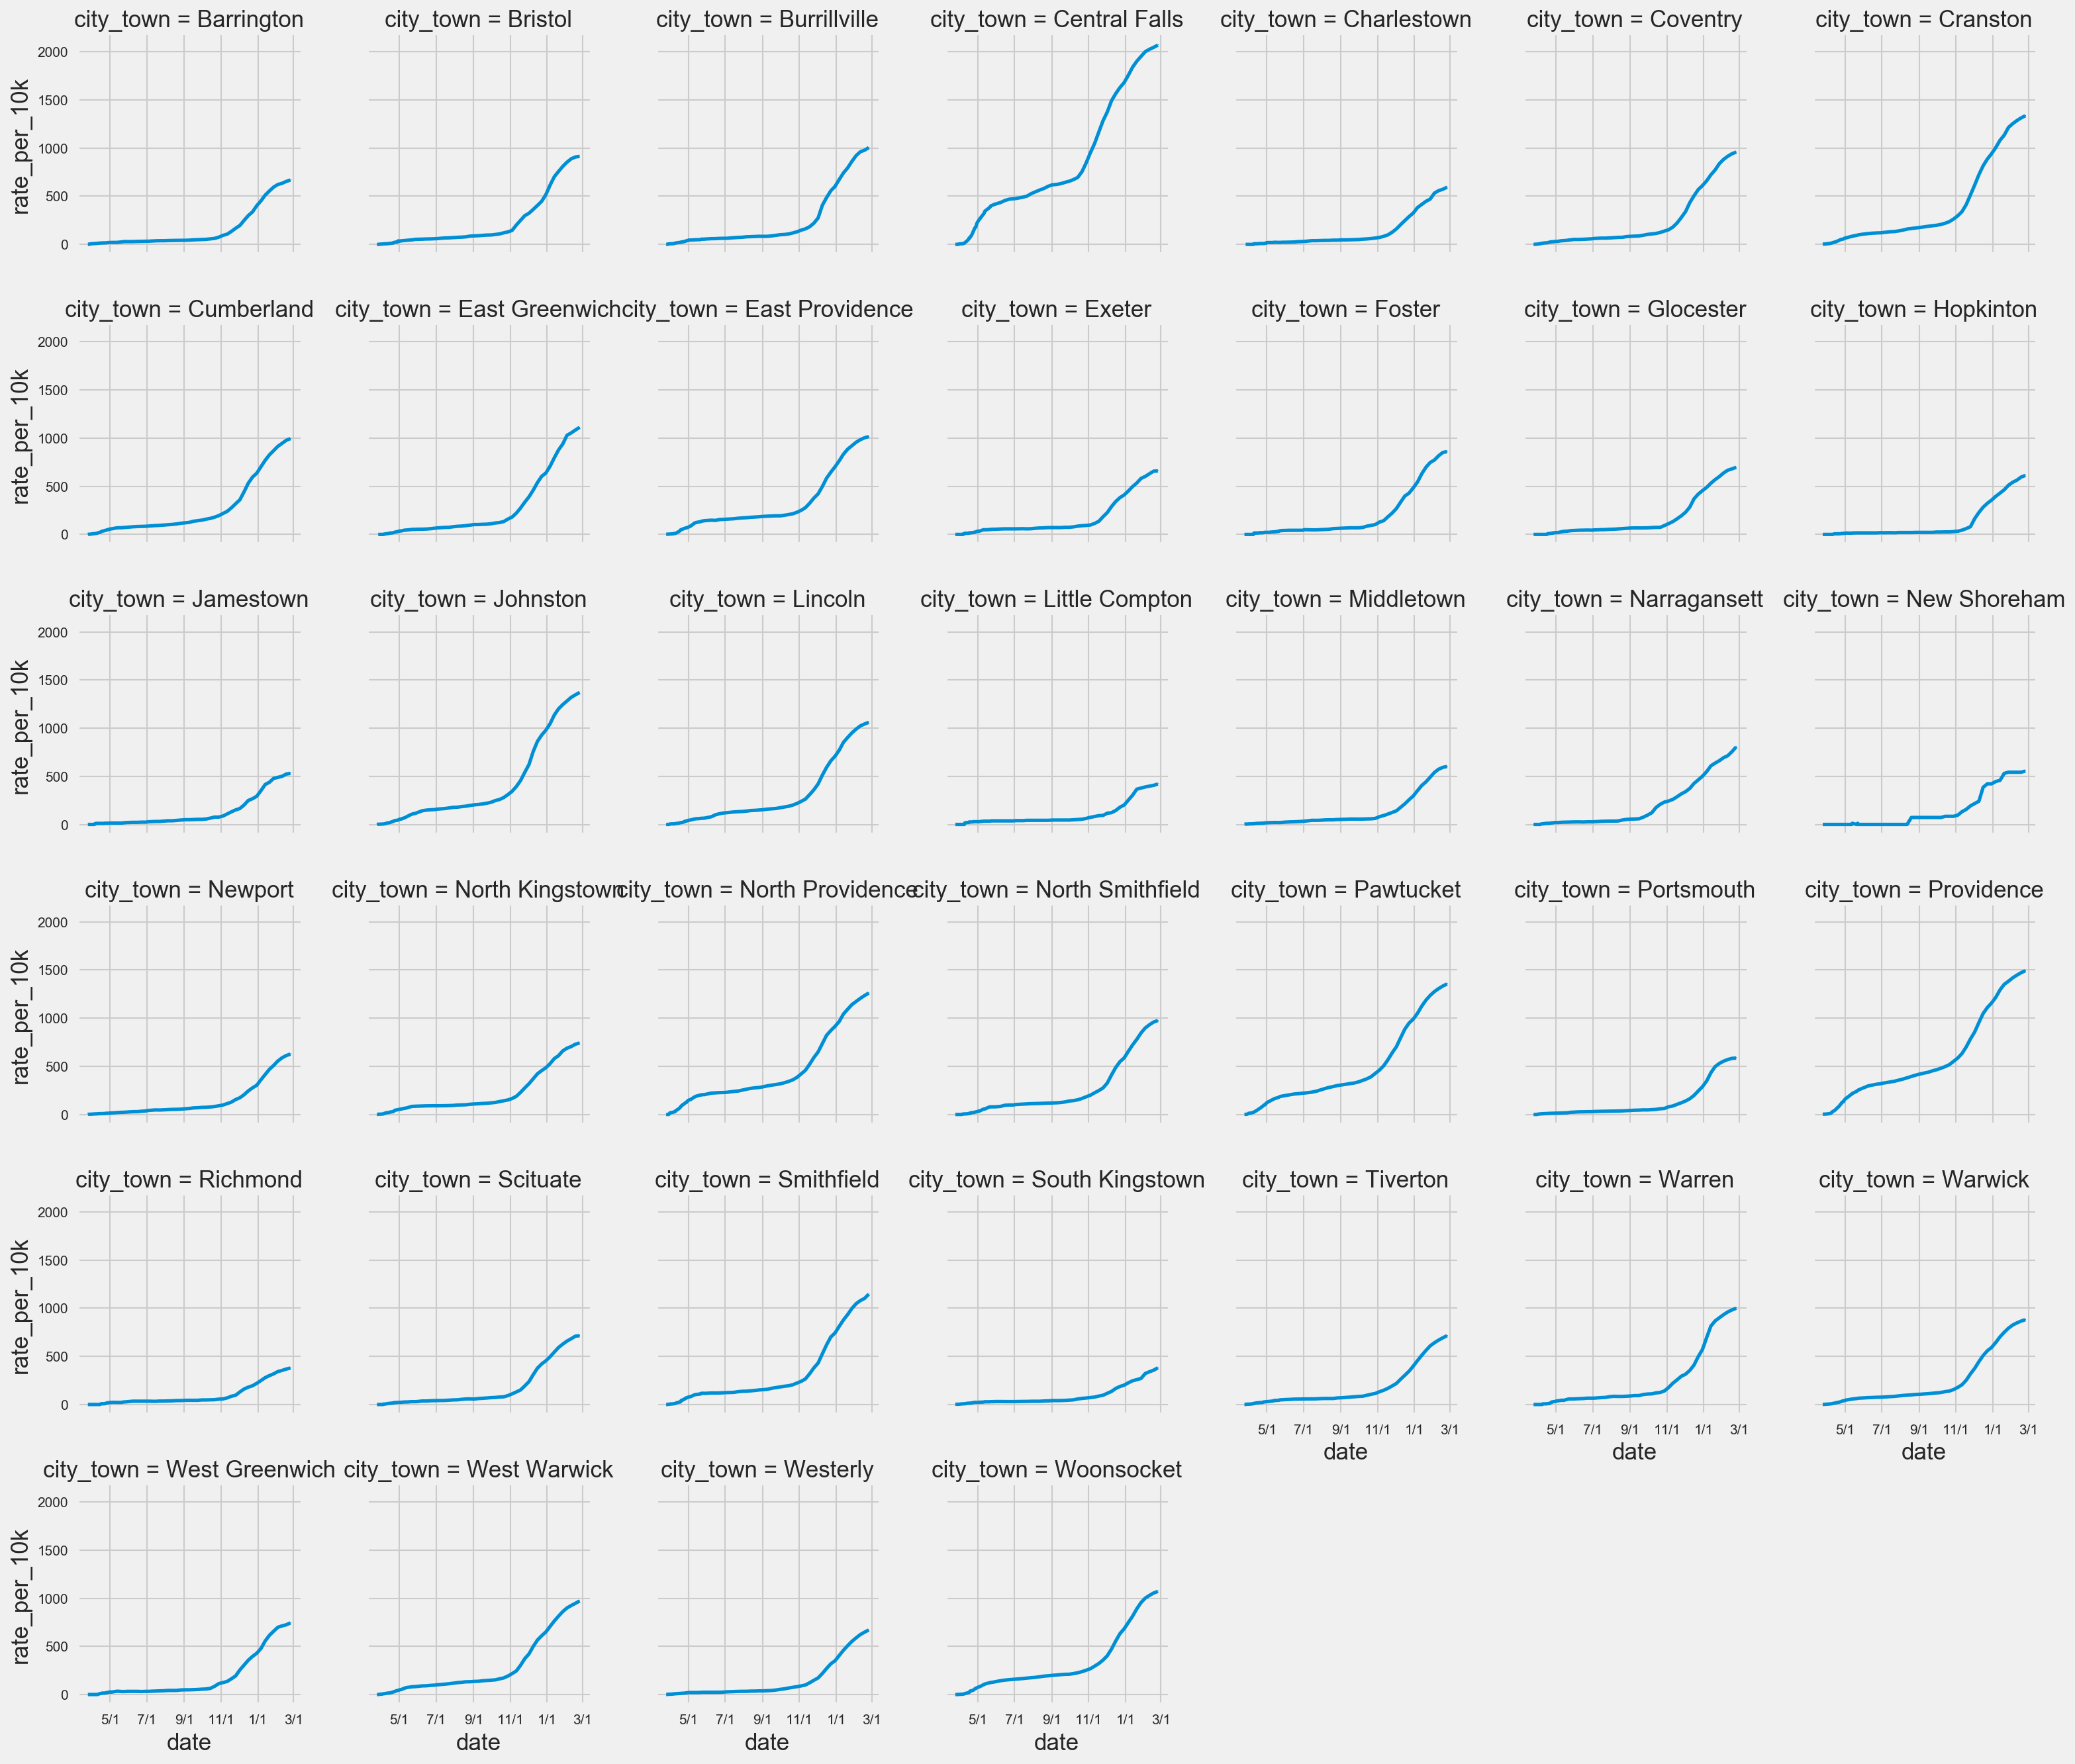 city_town = Barrington city_town = Bristol city_town = Burrillville city_town = Central Falls city_town = Charlestown city_town = Coventry city_town = Cranston
rate_per_10k
2000
1500
1000
500
0
city_town = Cumberland city_town = East Greenwich city_town = East Providence city_town = Exeter city_town = Foster city_town = Glocester city_town = Hopkinton
rate_per_10k
2000
1500
1000
500
0
city_town = Jamestown city_town = Johnston city_town = Lincoln city_town = Little Compton city_town = Middletown city_town = Narragansett city_town = New Shoreham
rate_per_10k
2000
1500
1000
500
0
city_town = Newport city_town = North Kingstown city_town = North Providence city_town = North Smithfield city_town = Pawtucket city_town = Portsmouth city_town = Providence
rate_per_10k
2000
1500
1000
500
0
city_town = Richmond city_town = Scituate city_town = Smithfield city_town = South Kingstown city_town = Tiverton city_town = Warren city_town = Warwick
rate_per_10k
2000
1500
1000
500
0
5/1 7/1 9/1 11/1 1/1 3/1 5/1 7/1 9/1 11/1 1/1 3/1 5/1 7/1 9/1 11/1 1/1 3/1
date date date
city_town = West Greenwich city_town = West Warwick city_town = Westerly city_town = Woonsocket
rate_per_10k
2000
1500
1000
500
0
5/1 7/1 9/1 11/1 1/1 3/1 5/1 7/1 9/1 11/1 1/1 3/1 5/1 7/1 9/1 11/1 1/1 3/1 5/1 7/1 9/1 11/1 1/1 3/1
date date date date